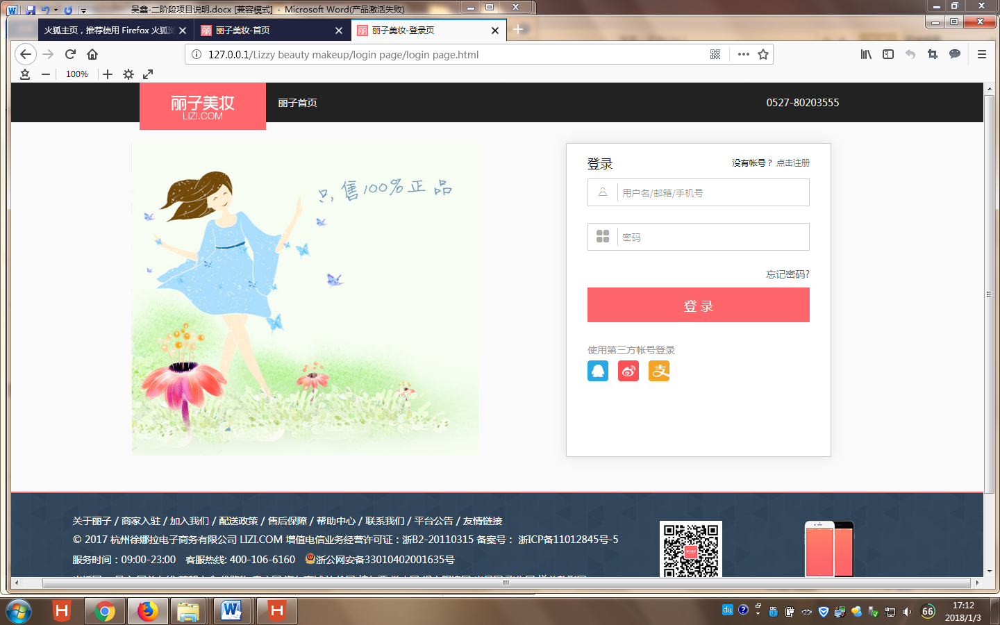 吴鑫-二阶段项目说明.docx [兼容模式] - Microsoft Word(产品激活失败)
火狐主页，推荐使用 Firefox 火狐
丽子美妆-首页
丽子美妆-登录页
127.0.0.1/Lizzy beauty makeup/login page/login page.html
100%
丽子美妆
LIZI.COM
丽子首页
0527-80203555
只售100%正品
登录
没有帐号？ 点击注册
用户名/邮箱/手机号
密码
忘记密码?
登 录
使用第三方帐号登录
支
关于丽子 / 商家入驻 / 加入我们 / 配送政策 / 售后保障 / 帮助中心 / 联系我们 / 平台公告 / 友情链接
© 2017 杭州徐娜拉电子商务有限公司 LIZI.COM 增值电信业务经营许可证：浙B2-20110315 备案号： 浙ICP备11012845号-5
服务时间：09:00-23:00 客服热线: 400-106-6160 浙公网安备33010402001635号
du
66
17:12
2018/1/3